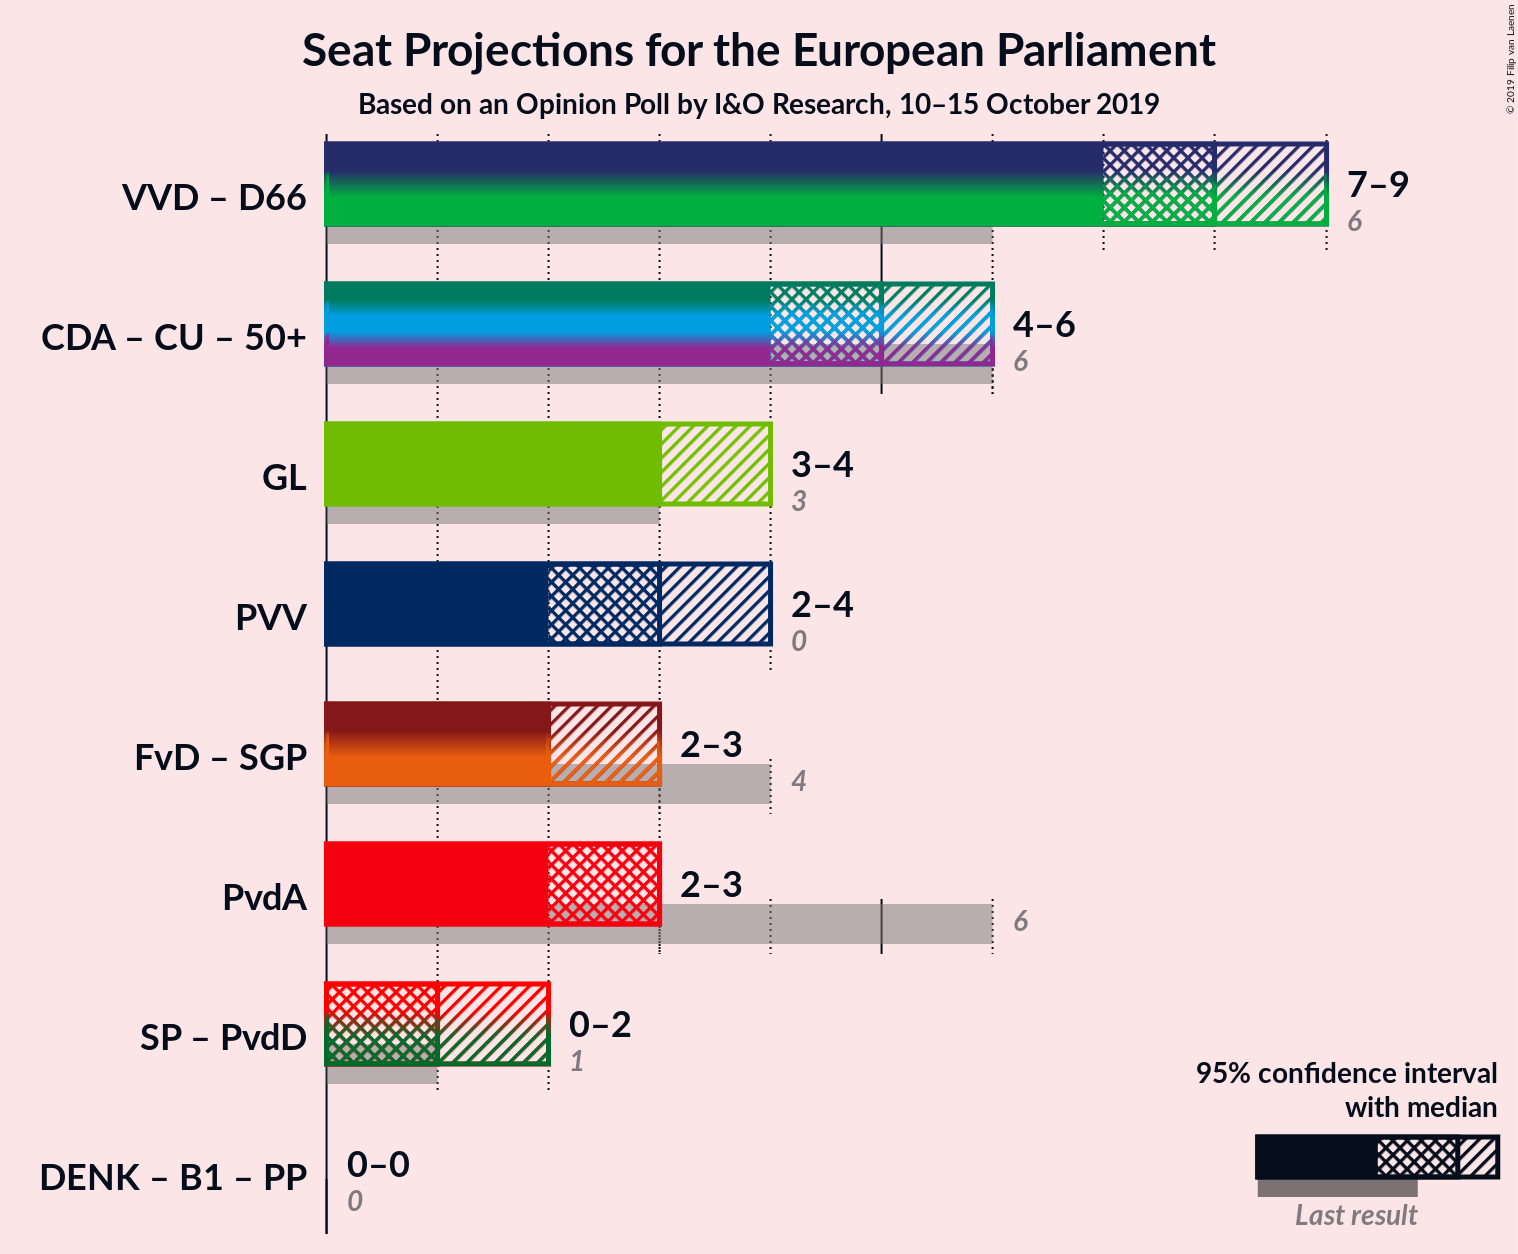 Seat Projections for the European Parliament
Based on an Opinion Poll by I&O Research, 10–15 October 2019
© 2019 Filip van Laenen
VVD – D66
7–9
6
CDA – CU – 50+
4–6
6
GL
3–4
3
PVV
2–4
0
FvD – SGP
2–3
4
PvdA
2–3
6
SP – PvdD
0–2
1
DENK – B1 – PP
0–0
0
95% confidence interval
with median
Last result